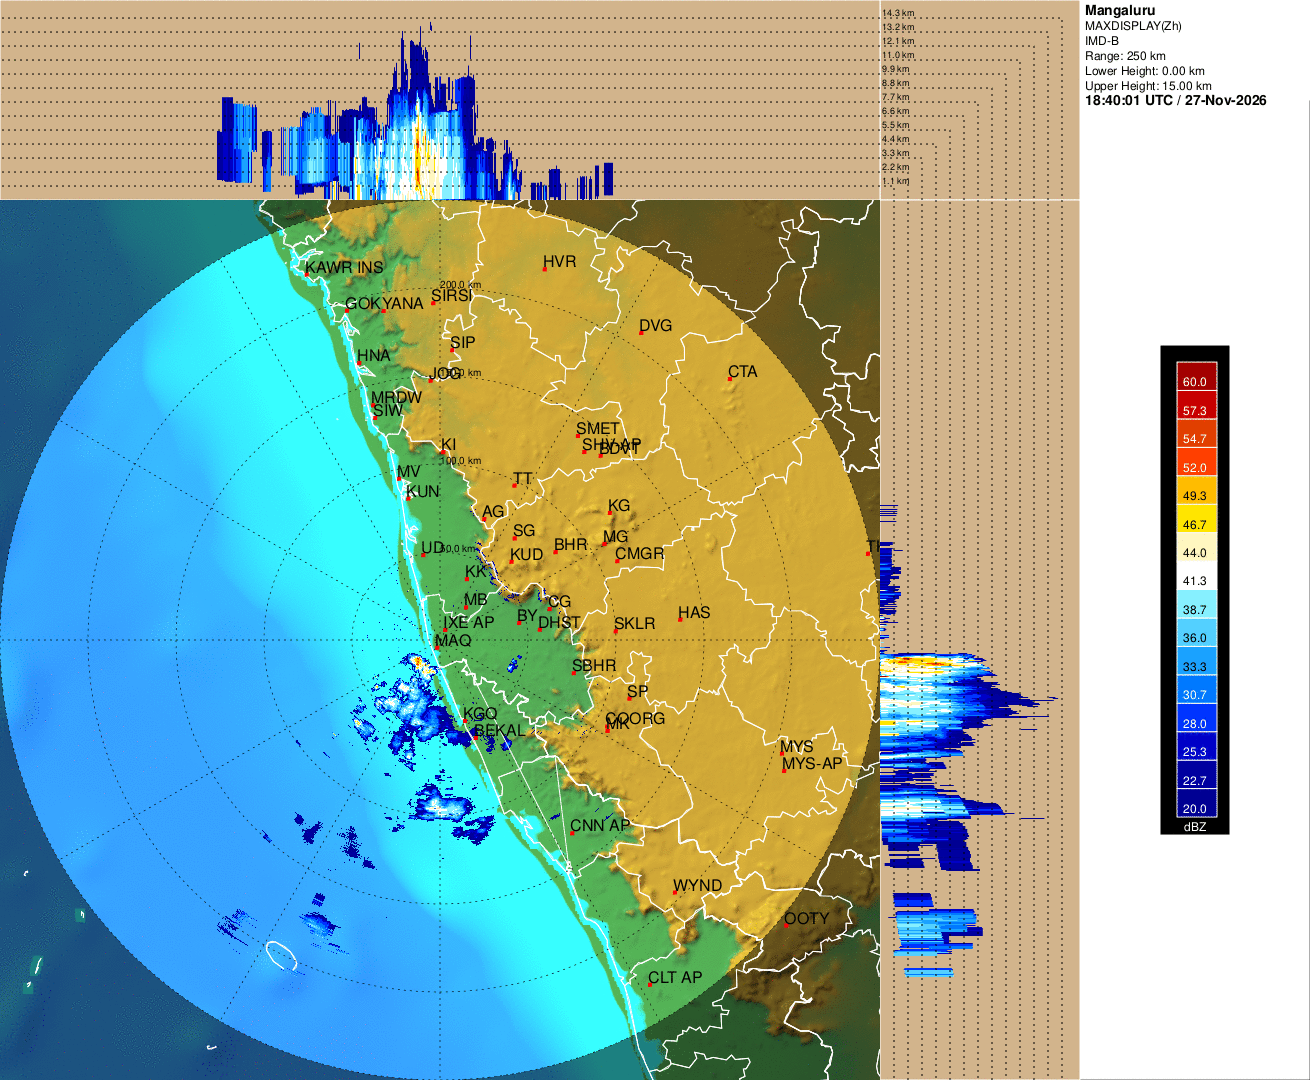 14.3 km
13.2 km
12.1 km
11.0 km
9.9 km
8.8 km
7.7 km
6.6 km
5.5 km
4.4 km
3.3 km
2.2 km
1.1 km
Mangaluru
MAXDISPLAY(Zh)
IMD-B
Range: 250 km
Lower Height: 0.00 km
Upper Height: 15.00 km
18:40:01 UTC / 27-Nov-2026
HVR
KAWR INS
200.0 km
SIRSI
GOKYANA
DVG
SIP
HNA
JOG
CTA
MRDW
SIW
SMET
KI
SHV-AP
BDVT
100.0 km
MV
TT
KUN
KG
AG
SG
MG
UD
50.0 km
KUD
BHR
CMGR
KK
MB
CG
IXE AP
BY
DHST
SKLR
HAS
MAQ
SBHR
SP
KGQ
COORG
MK
BEKAL
MYS
MYS-AP
CNN AP
WYND
OOTY
CLT AP
60.0
57.3
54.7
52.0
49.3
46.7
44.0
41.3
38.7
36.0
33.3
30.7
28.0
25.3
22.7
20.0
dBZ